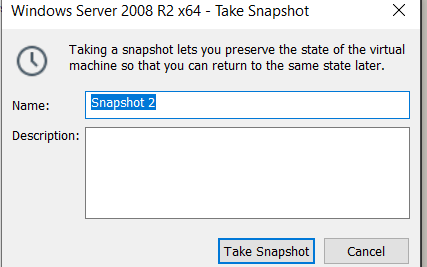 Windows Server 2008 R2 x64 - Take Snapshot
Taking a snapshot lets you preserve the state of the virtual
machine so that you can return to the same state later.
Name:
Snapshot 2
Description:
Take Snapshot
Cancel